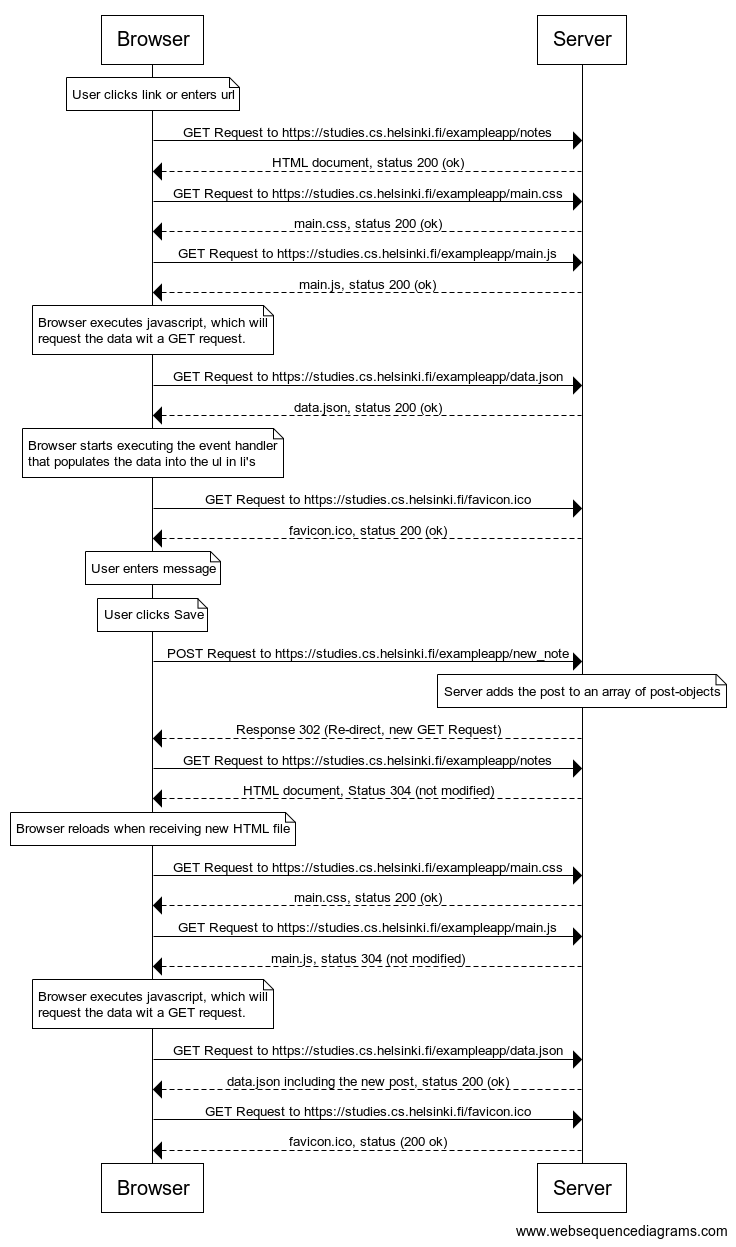 Browser
Server
User clicks link or enters url
GET Request to https://studies.cs.helsinki.fi/exampleapp/notes
HTML document, status 200 (ok)
GET Request to https://studies.cs.helsinki.fi/exampleapp/main.css
main.css, status 200 (ok)
GET Request to https://studies.cs.helsinki.fi/exampleapp/main.js
main.js, status 200 (ok)
Browser executes javascript, which will
request the data wit a GET request.
GET Request to https://studies.cs.helsinki.fi/exampleapp/data.json
data.json, status 200 (ok)
Browser starts executing the event handler
that populates the data into the ul in li's
GET Request to https://studies.cs.helsinki.fi/favicon.ico
favicon.ico, status 200 (ok)
User enters message
User clicks Save
POST Request to https://studies.cs.helsinki.fi/exampleapp/new_note
Server adds the post to an array of post-objects
Response 302 (Re-direct, new GET Request)
GET Request to https://studies.cs.helsinki.fi/exampleapp/notes
HTML document, Status 304 (not modified)
Browser reloads when receiving new HTML file
GET Request to https://studies.cs.helsinki.fi/exampleapp/main.css
main.css, status 200 (ok)
GET Request to https://studies.cs.helsinki.fi/exampleapp/main.js
main.js, status 304 (not modified)
Browser executes javascript, which will
request the data wit a GET request.
GET Request to https://studies.cs.helsinki.fi/exampleapp/data.json
data.json including the new post, status 200 (ok)
GET Request to https://studies.cs.helsinki.fi/favicon.ico
favicon.ico, status (200 ok)
Browser
Server
www.websequencediagrams.com